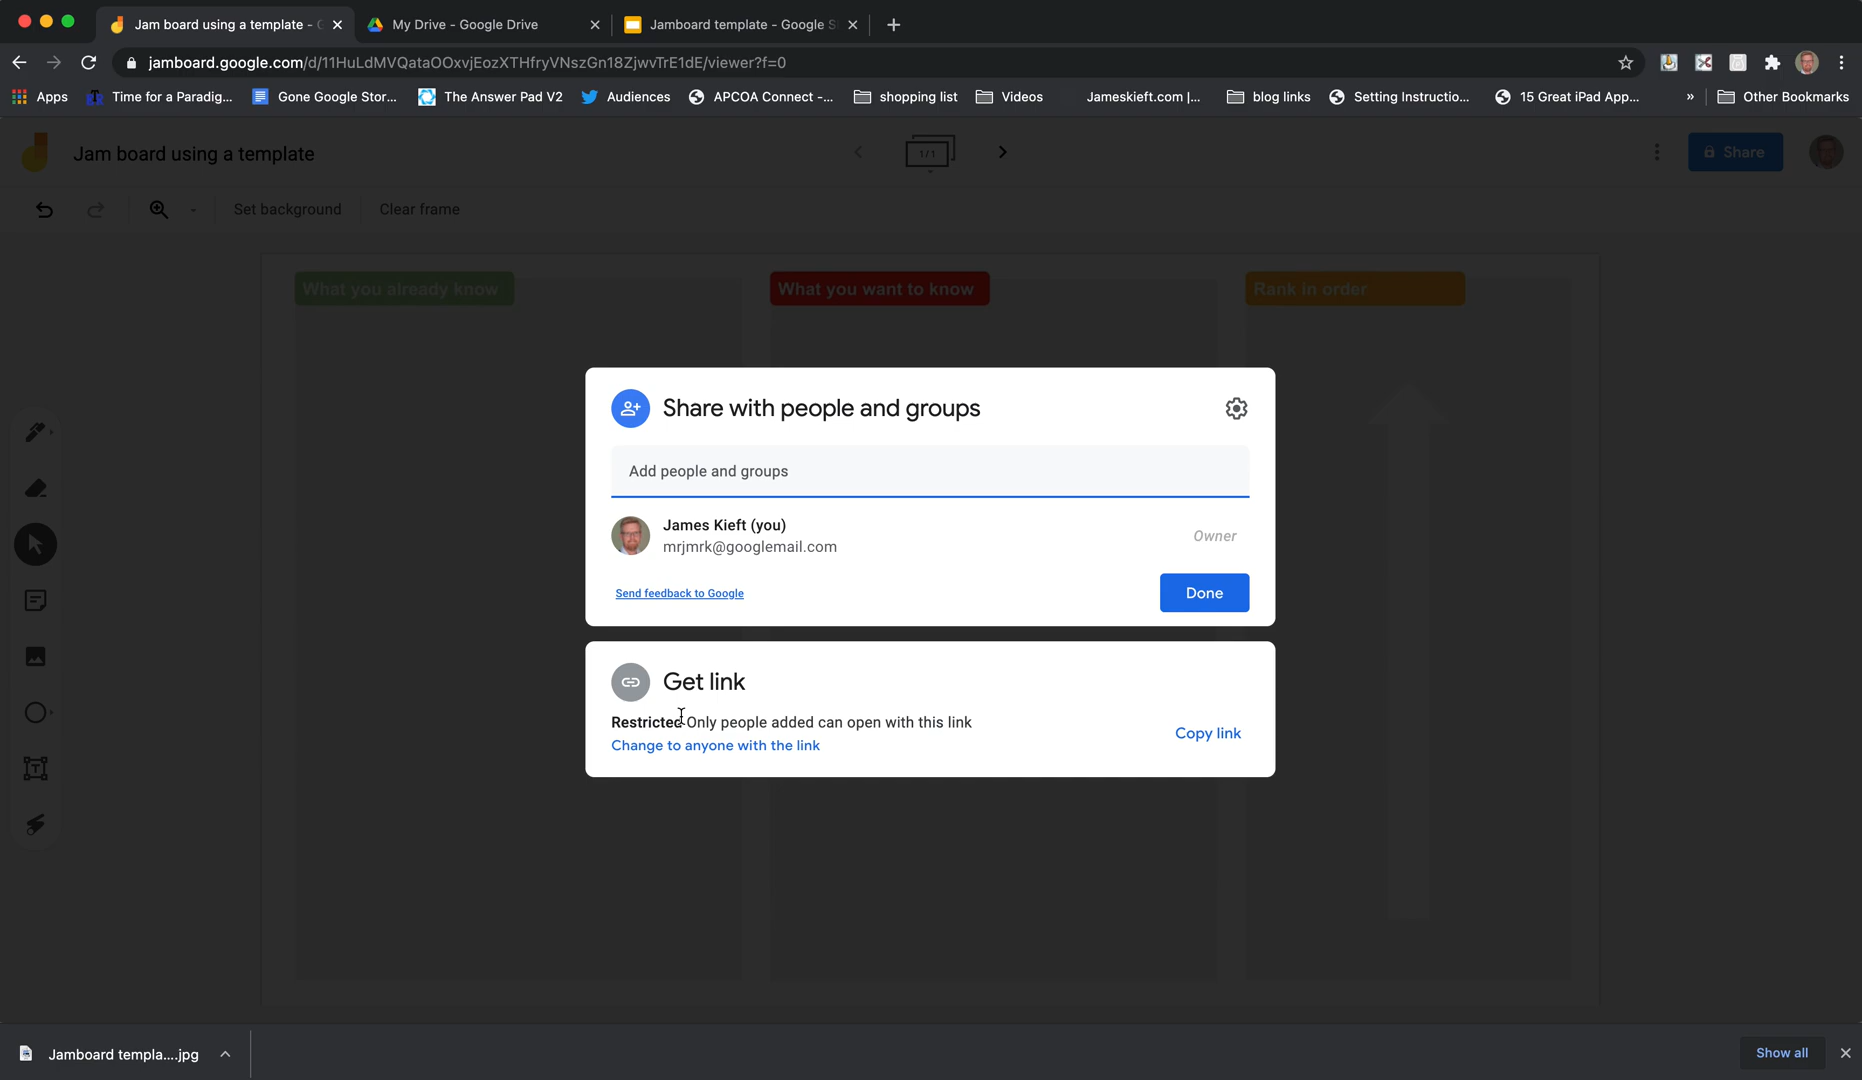 Jam board using a template - G
My Drive - Google Drive
Jamboard template - Google S
jamboard.google.com/d/11HuLdMVQataOOxvjEozXTHfryVNszGn18ZjwvTrE1dE/viewer?f=0
Apps
Time for a Paradig...
Gone Google Stor...
The Answer Pad V2
Audiences
APCOA Connect -...
shopping list
Videos
Jameskieft.com |...
blog links
Setting Instructio...
15 Great iPad App...
»
Other Bookmarks
Jam board using a template
1/1
Share
Set background
Clear frame
What you already know
What you want to know
Rank in order
Share with people and groups
Add people and groups
James Kieft (you)
mrjmrk@googlemail.com
Owner
Send feedback to Google
Done
Get link
Restricted Only people added can open with this link
Change to anyone with the link
Copy link
Jamboard templa....jpg
Show all